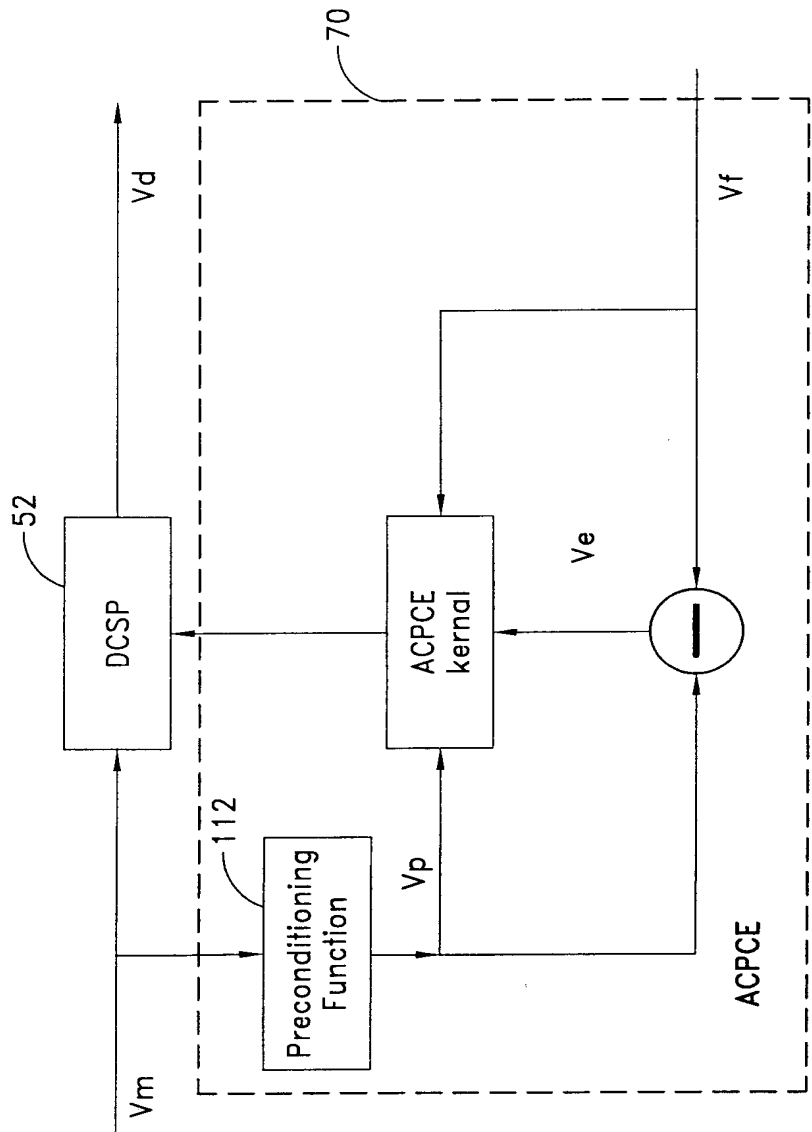 70
Vd
Vf
52
DCSP
ACPCE
kernal
Ve
112
Preconditioning
Function
Vp
Vm
ACPCE